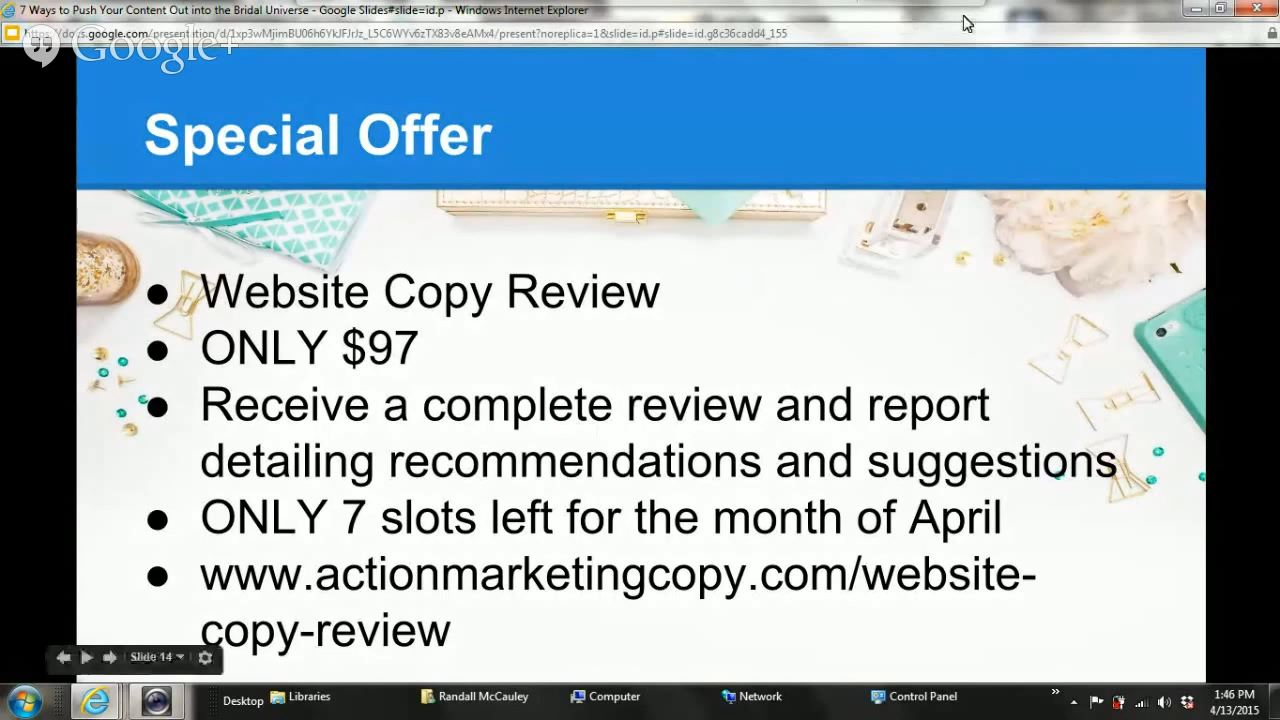 7 Ways to Push Your Content Out into the Bridal Universe - Google Slides#slide=id.p - Windows Internet Explorer
Google+
Special Offer
● Website Copy Review
● ONLY $97
● Receive a complete review and report
detailing recommendations and suggestions
● ONLY 7 slots left for the month of April
● www.actionmarketingcopy.com/website-
copy-review
Slide 14
Desktop
Libraries
Randall McCauley
Computer
Network
Control Panel
1:46 PM
4/13/2015